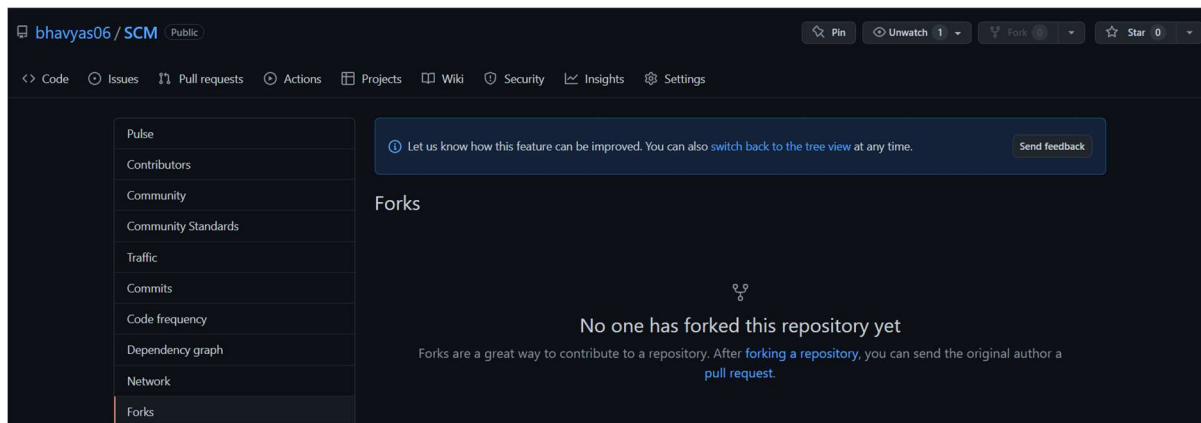 bhavyas06 / SCM Public
Pin
Unwatch 1
Fork 0
Star 0
Code
Issues
Pull requests
Actions
Projects
Wiki
Security
Insights
Settings
Pulse
Contributors
Community
Community Standards
Traffic
Commits
Code frequency
Dependency graph
Network
Forks
Let us know how this feature can be improved. You can also switch back to the tree view at any time.
Send feedback
Forks
No one has forked this repository yet
Forks are a great way to contribute to a repository. After forking a repository, you can send the original author a
pull request.